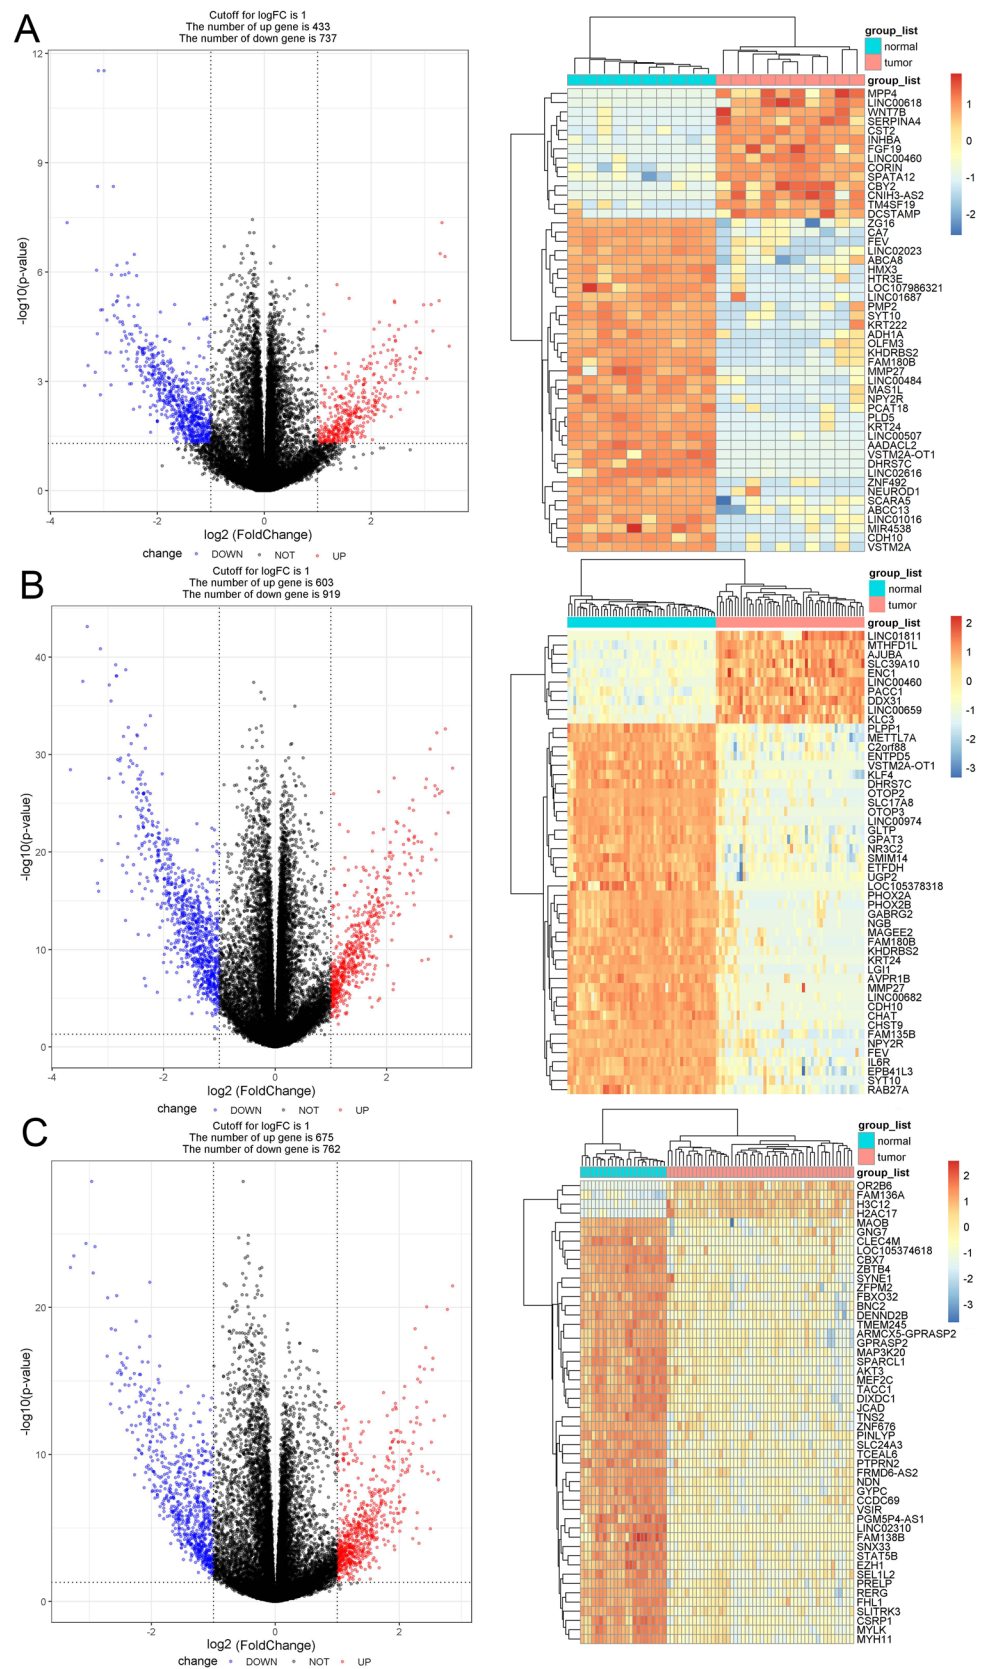 A
Cutoff for logFC is 1
The number of up gene is 433
The number of down gene is 737
12
9
6
3
0
-log10(p-value)
-4
-2
0
2
log2 (FoldChange)
change
DOWN
NOT
UP
group_list
normal
tumor
group_list
1
0
-1
-2
MPP4
LINC00618
WNT7B
SERPINA4
CST2
INHBA
FGF19
LINC00460
CORIN
SPATA12
CBY2
CNIH3-AS2
TM4SF19
DCSTAMP
ZG16
CA7
FEV
LINC02023
ABCA8
HMX3
HTR3E
LOC107986321
LINC01687
PMP2
SYT10
KRT222
ADH1A
OLFM3
KHDRBS2
FAM180B
MMP27
LINC00484
MAS1L
NPY2R
PCAT18
PLD5
KRT24
LINC00507
AADACL2
VSTM2A-OT1
DHRS7C
LINC02616
ZNF492
NEUROD1
SCARA5
ABCC13
LINC01016
MIR4538
CDH10
VSTM2A
B
Cutoff for logFC is 1
The number of up gene is 603
The number of down gene is 919
40
30
20
10
0
-log10(p-value)
-4
-2
0
2
log2 (FoldChange)
change
DOWN
NOT
UP
group_list
normal
tumor
group_list
2
1
0
-1
-2
-3
LINC01811
MTHFD1L
AJUBA
SLC39A10
ENC1
LINC00460
PACC1
DDX31
LINC00659
KLC3
PLPP1
METTL7A
C2orf88
ENTPD5
VSTM2A-OT1
KLF4
DHRS7C
OTOP2
SLC17A8
OTOP3
LINC00974
GLTP
GPAT3
NR3C2
SMIM14
ETFDH
UGP2
LOC105378318
PHOX2A
PHOX2B
GABRG2
NGB
MAGEE2
FAM180B
KHDRBS2
KRT24
LGI1
AVPR1B
MMP27
LINC00682
CDH10
CHAT
CHST9
FAM135B
NPY2R
FEV
IL6R
EPB41L3
SYT10
RAB27A
C
Cutoff for logFC is 1
The number of up gene is 675
The number of down gene is 762
20
10
0
-log10(p-value)
-2
0
2
log2 (FoldChange)
change
DOWN
NOT
UP
group_list
normal
tumor
group_list
2
1
0
-1
-2
-3
OR2B6
FAM136A
H3C12
H2AC17
MAOB
GNG7
CLEC4M
LOC105374618
CBX7
ZBTB4
SYNE1
ZFPM2
FBXO32
BNC2
DENND2B
TMEM245
ARMCX5-GPRASP2
GPRASP2
MAP3K20
SPARCL1
AKT3
MEF2C
TACC1
DIXDC1
JCAD
TNS2
ZNF676
PINLYP
SLC24A3
TCEAL6
PTPRN2
FRMD6-AS2
NDN
GYPC
CCDC69
VSIR
PGM5P4-AS1
LINC02310
FAM138B
SNX33
STAT5B
EZH1
SEL1L2
PRELP
RERG
FHL1
SLITRK3
CSRP1
MYLK
MYH11